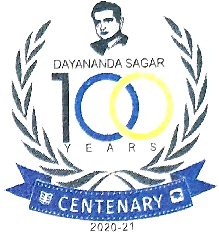 DAYANANDA SAGAR
100
YEARS
CENTENARY
2020-21